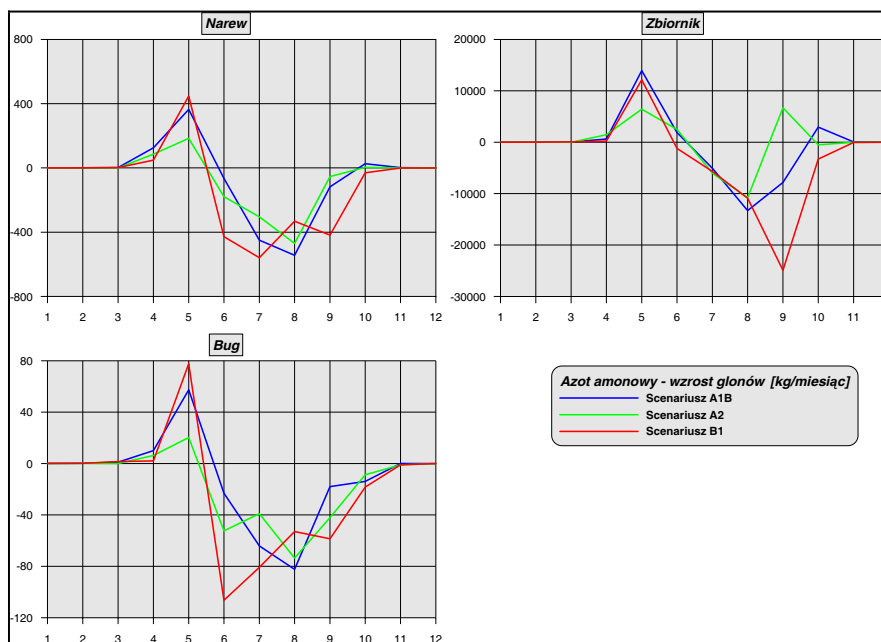 Narew
800
400
0
-400
-800
1 2 3 4 5 6 7 8 9 10 11 12
Zbiornik
20000
10000
0
-10000
-20000
-30000
1 2 3 4 5 6 7 8 9 10 11
Bug
80
40
0
-40
-80
-120
1 2 3 4 5 6 7 8 9 10 11 12
Azot amonowy - wzrost glonów [kg/miesiąc]
Scenariusz A1B
Scenariusz A2
Scenariusz B1